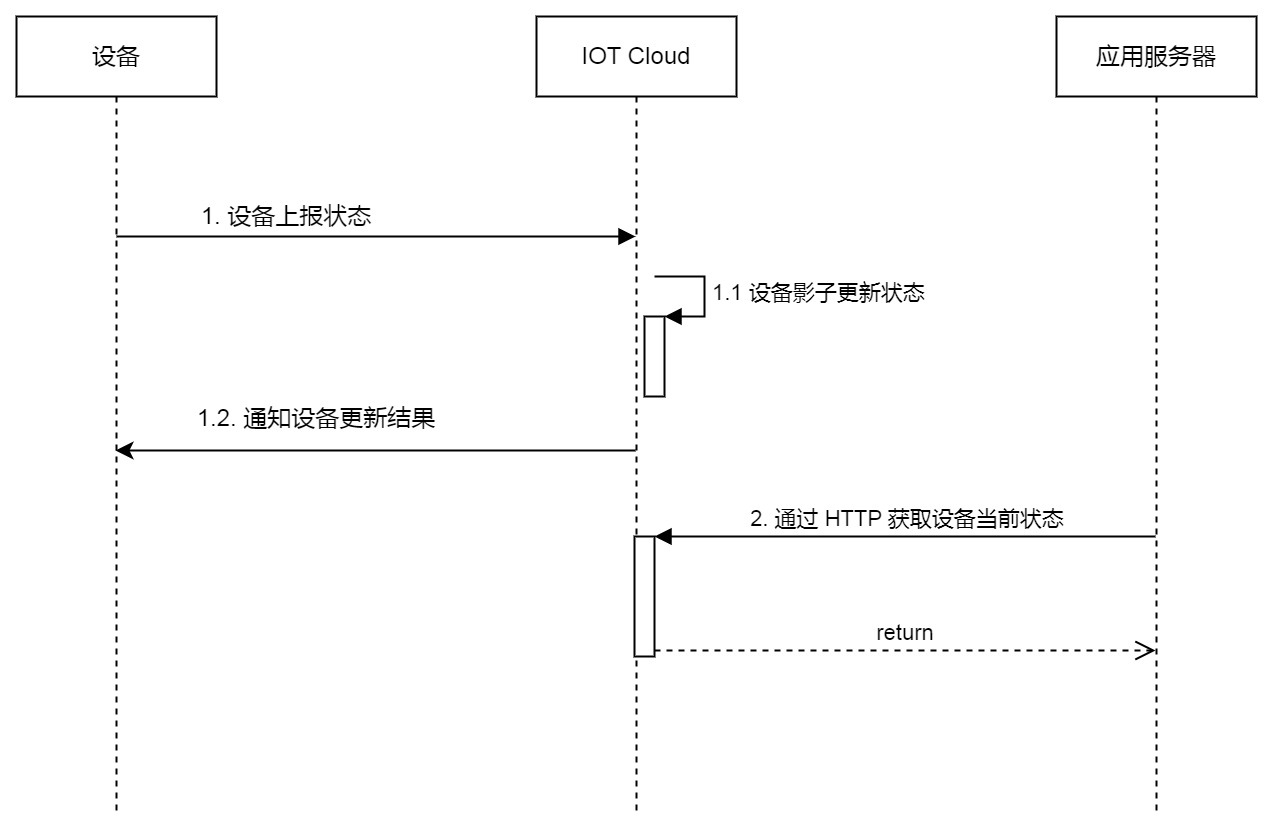 设备
IOT Cloud
应用服务器
1. 设备上报状态
1.1 设备影子更新状态
1.2. 通知设备更新结果
2. 通过 HTTP 获取设备当前状态
return